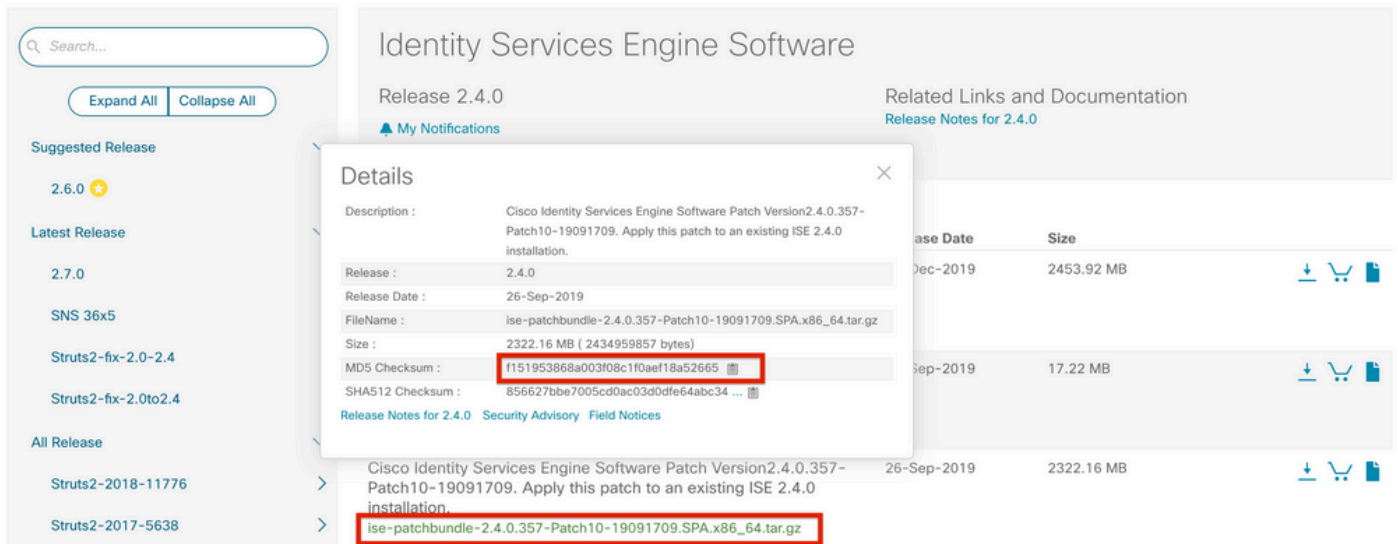 Search...
Expand All
Collapse All
Suggested Release
2.6.0
Latest Release
2.7.0
SNS 36x5
Struts2-fix-2.0-2.4
Struts2-fix-2.0to2.4
All Release
Struts2-2018-11776
Struts2-2017-5638
Identity Services Engine Software
Release 2.4.0
My Notifications
Related Links and Documentation
Release Notes for 2.4.0
Details
Description :
Cisco Identity Services Engine Software Patch Version2.4.0.357-
Patch10-19091709. Apply this patch to an existing ISE 2.4.0
installation.
Release :
2.4.0
Release Date :
26-Sep-2019
FileName :
ise-patchbundle-2.4.0.357-Patch10-19091709.SPA.x86_64.tar.gz
Size :
2322.16 MB ( 2434959857 bytes)
MD5 Checksum :
f151953868a003f08c1f0aef18a52665
SHA512 Checksum :
856627bbe7005cd0ac03d0dfe64abc34 ...
Release Notes for 2.4.0 Security Advisory Field Notices
ase Date
Size
Dec-2019
2453.92 MB
Sep-2019
17.22 MB
Cisco Identity Services Engine Software Patch Version2.4.0.357-
Patch10-19091709. Apply this patch to an existing ISE 2.4.0
installation.
ise-patchbundle-2.4.0.357-Patch10-19091709.SPA.x86_64.tar.gz
26-Sep-2019
2322.16 MB